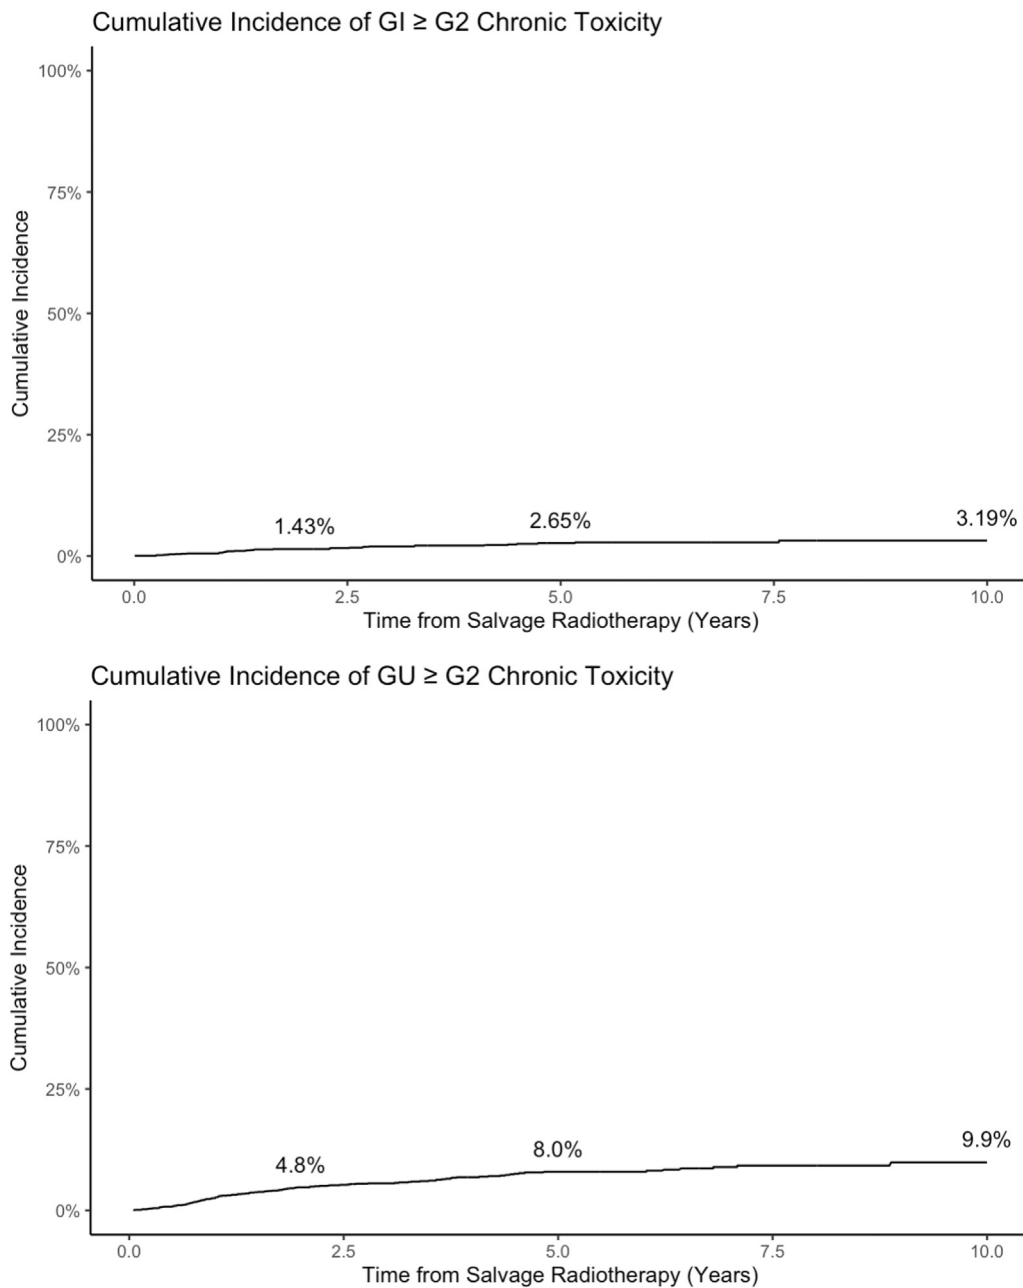 Cumulative Incidence of GI ≥ G2 Chronic Toxicity
100%
75%
50%
25%
0%
Cumulative Incidence
1.43%
2.65%
3.19%
0.0 2.5 5.0 7.5 10.0
Time from Salvage Radiotherapy (Years)
Cumulative Incidence of GU ≥ G2 Chronic Toxicity
100%
75%
50%
25%
0%
Cumulative Incidence
4.8%
8.0%
9.9%
0.0 2.5 5.0 7.5 10.0
Time from Salvage Radiotherapy (Years)